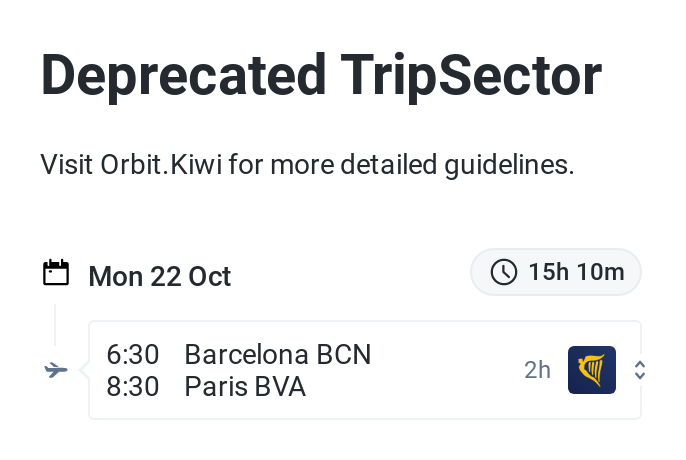 Deprecated TripSector
Visit Orbit.Kiwi for more detailed guidelines.
Mon 22 Oct
15h 10m
6:30 Barcelona BCN
2h
8:30 Paris BVA